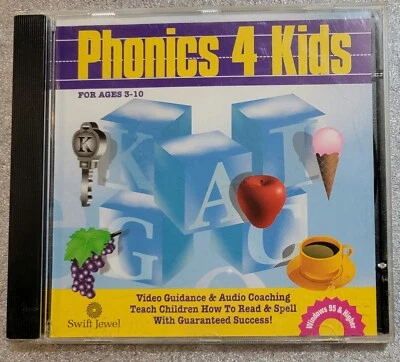 Phonics 4 Kids
FOR AGES 3-10
K
K
A
I
G
C
Video Guidance & Audio Coaching
Teach Children How To Read & Spell
With Guaranteed Success!
Swift Jewel
Windows 95 & Higher